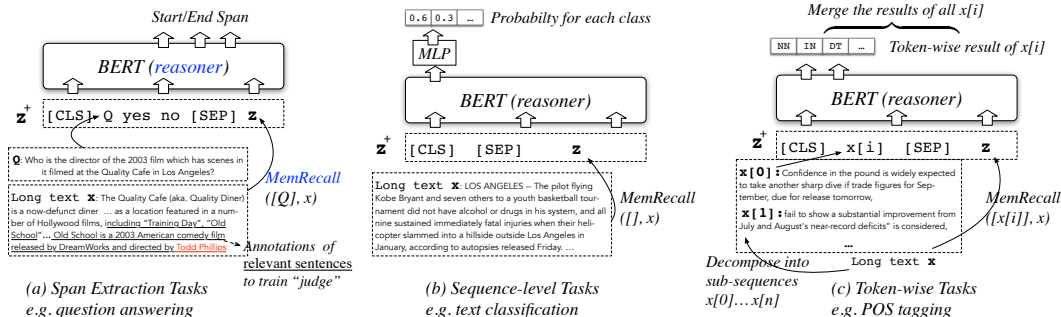 Start/End Span
BERT (reasoner)
z+
[CLS] Q yes no [SEP] z
Q: Who is the director of the 2003 film which has scenes in
it filmed at the Quality Cafe in Los Angeles?
MemRecall
([Q], x)
Long text x: The Quality Cafe (aka. Quality Diner)
is a now-defunct diner ... as a location featured in a num-
ber of Hollywood films, including "Training Day", "Old
School"... Old School is a 2003 American comedy film
released by DreamWorks and directed by Todd Phillips
Annotations of
relevant sentences
to train "judge"
(a) Span Extraction Tasks
e.g. question answering
0.6 0.3 ...
Probabilty for each class
MLP
BERT (reasoner)
z+
[CLS] [SEP] z
MemRecall
([], x)
Long text x: LOS ANGELES -- The pilot flying
Kobe Bryant and seven others to a youth basketball tour-
nament did not have alcohol or drugs in his system, and all
nine sustained immediately fatal injuries when their heli-
copter slammed into a hillside outside Los Angeles in
January, according to autopsies released Friday. ...
(b) Sequence-level Tasks
e.g. text classification
Merge the results of all x[i]
NN IN DT ...
Token-wise result of x[i]
BERT (reasoner)
z+
[CLS] x[i] [SEP] z
x[0]: Confidence in the pound is widely expected
to take another sharp dive if trade figures for Sep-
tember, due for release tomorrow,
x[1]: fail to show a substantial improvement from
July and August's near-record deficits" is considered,
...
MemRecall
([x[i]], x)
Long text x
Decompose into
sub-sequences
x[0]... x[n]
(c) Token-wise Tasks
e.g. POS tagging